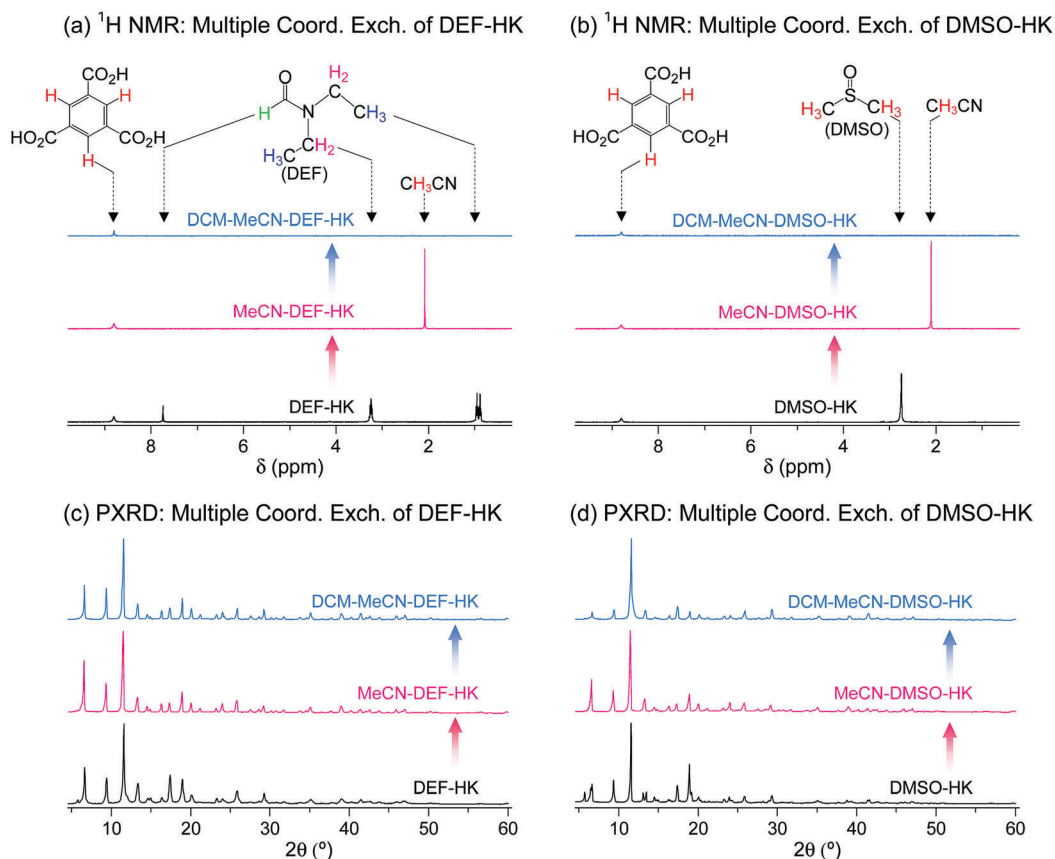 (a) ¹H NMR: Multiple Coord. Exch. of DEF-HK
CO₂H
H H
HO₂C CO₂H
H
O H₂
H N CH₃
H₃C CH₂
(DEF)
CH₃CN
DCM-MeCN-DEF-HK
MeCN-DEF-HK
DEF-HK
8 6 4 2
δ (ppm)
(b) ¹H NMR: Multiple Coord. Exch. of DMSO-HK
CO₂H
H H
HO₂C CO₂H
H
O
S
H₃C CH₃
(DMSO)
CH₃CN
DCM-MeCN-DMSO-HK
MeCN-DMSO-HK
DMSO-HK
8 6 4 2
δ (ppm)
(c) PXRD: Multiple Coord. Exch. of DEF-HK
DCM-MeCN-DEF-HK
MeCN-DEF-HK
DEF-HK
10 20 30 40 50 60
2θ (º)
(d) PXRD: Multiple Coord. Exch. of DMSO-HK
DCM-MeCN-DMSO-HK
MeCN-DMSO-HK
DMSO-HK
10 20 30 40 50 60
2θ (º)